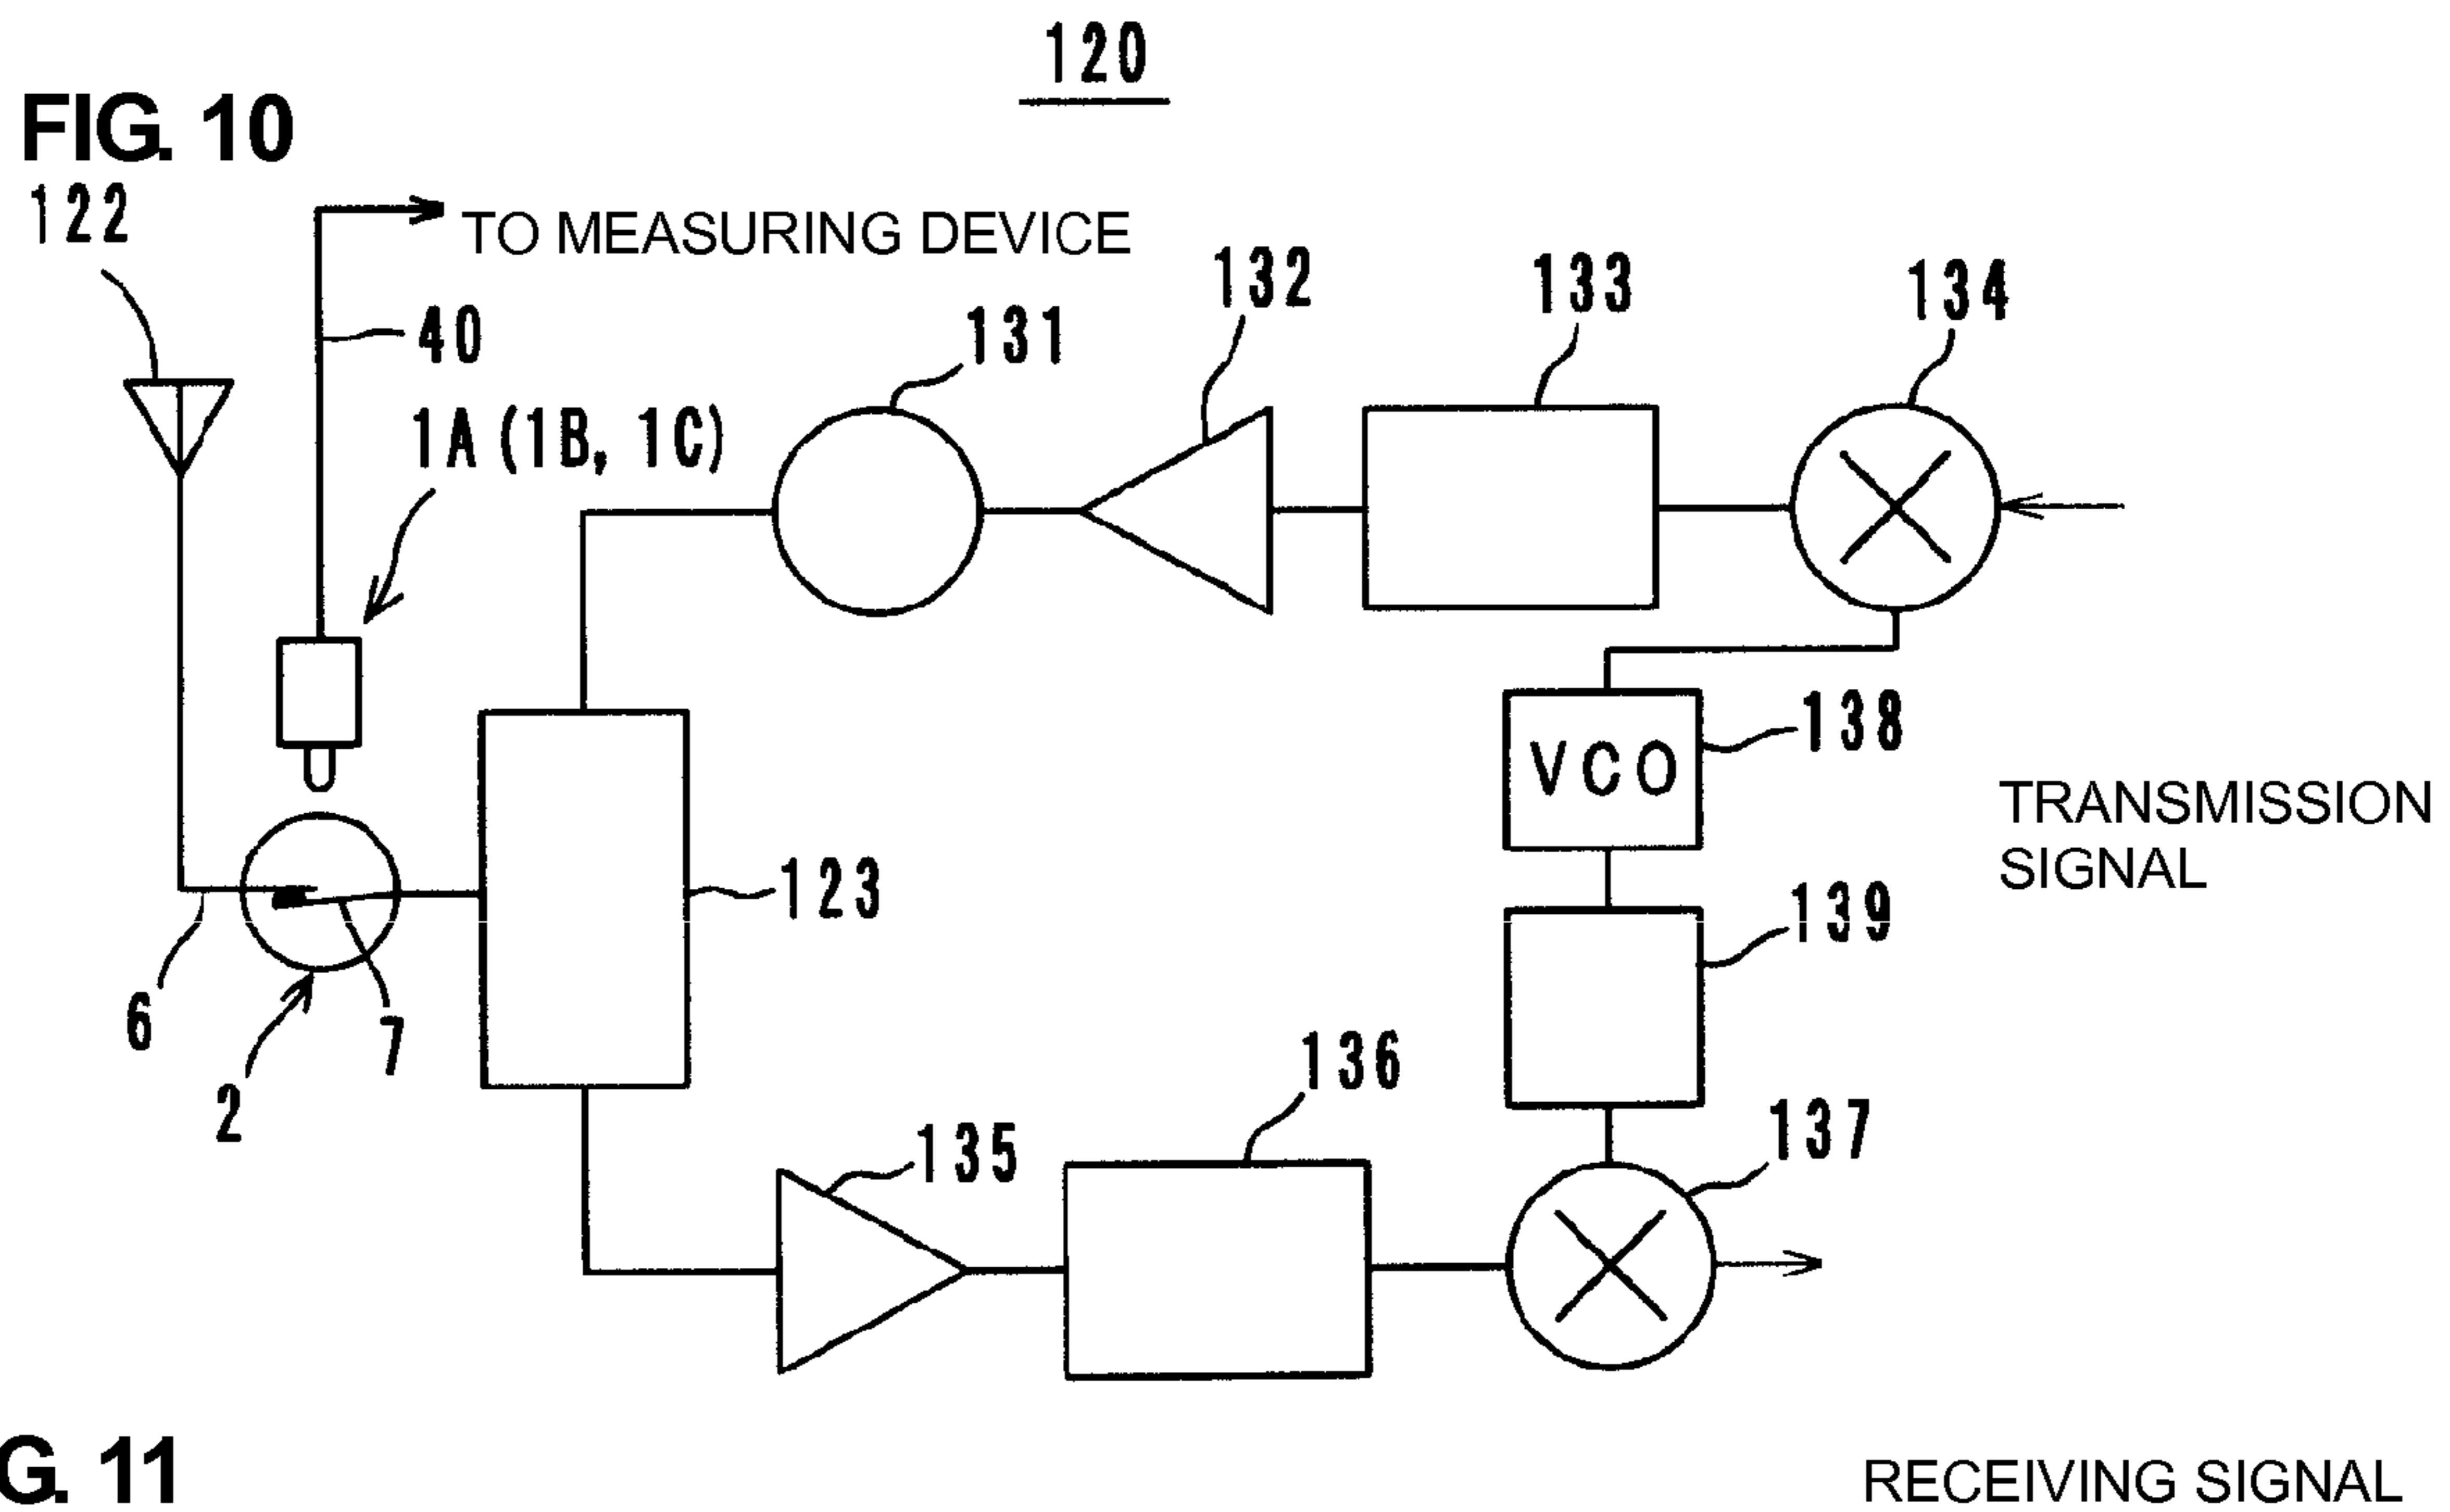 120
FIG. 10
122
TO MEASURING DEVICE
132
133
134
40
131
1A (1B, 1C)
138
VCO
TRANSMISSION
SIGNAL
123
139
6
7
2
136
137
135
G. 11
RECEIVING SIGNAL